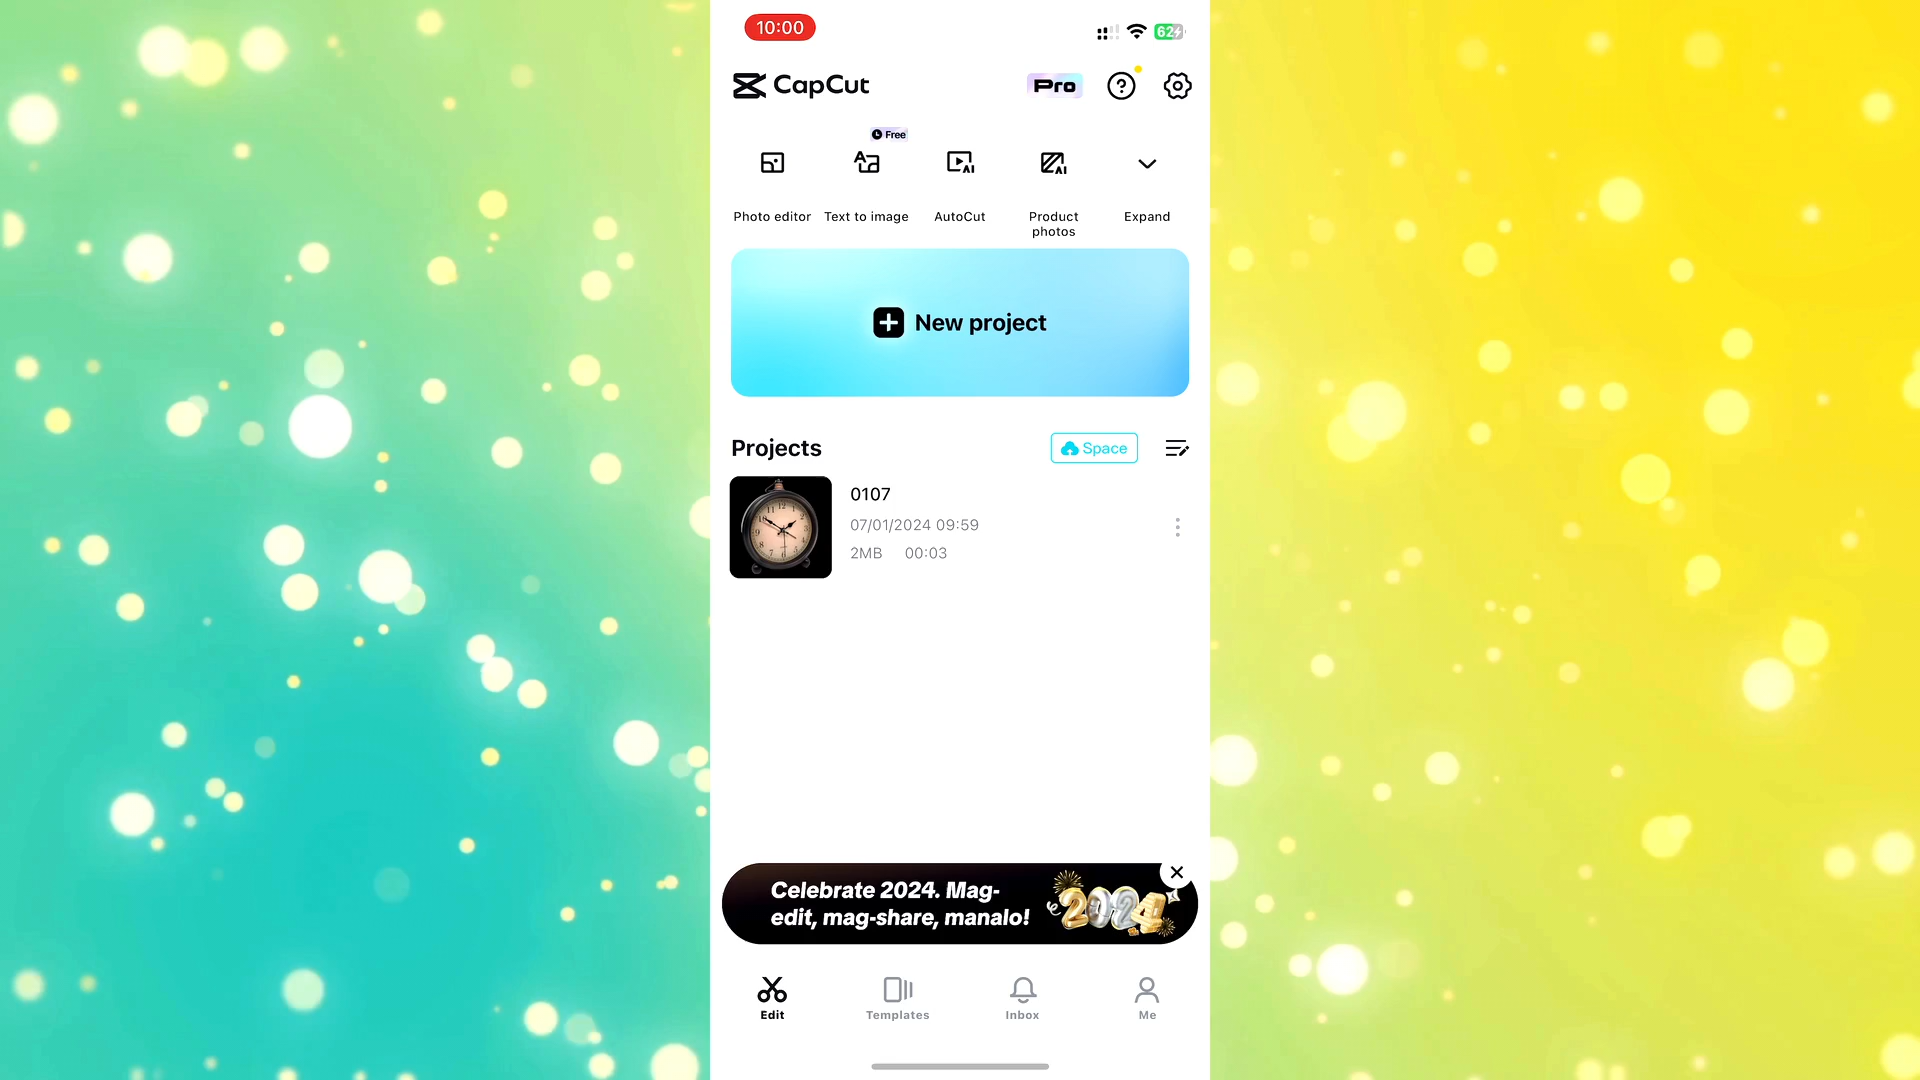 10:00
62
CapCut
Pro
Free
Photo editor
Text to image
AutoCut
Product
photos
Expand
New project
Projects
Space
0107
07/01/2024 09:59
2MB 00:03
Celebrate 2024. Mag-
edit, mag-share, manalo!
2024
Edit
Templates
Inbox
Me